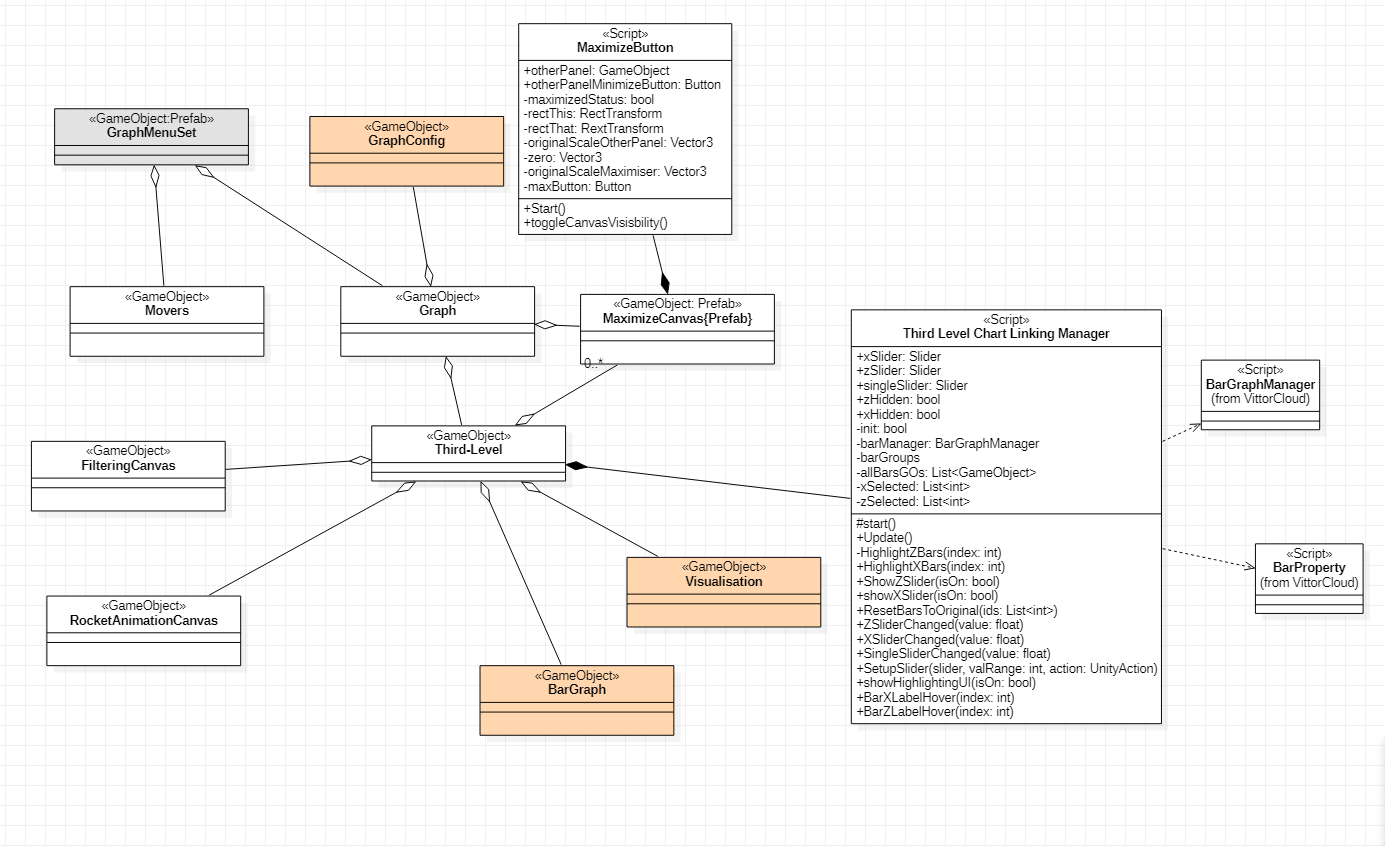 «Script»
MaximizeButton
+otherPanel: GameObject
+otherPanelMinimizeButton: Button
-maximizedStatus: bool
-rectThis: RectTransform
-rectThat: RextTransform
-originalScaleOtherPanel: Vector3
-zero: Vector3
-originalScaleMaximiser: Vector3
-maxButton: Button
+Start()
+toggleCanvasVisisbility()
«GameObject:Prefab»
GraphMenuSet
«GameObject»
GraphConfig
«GameObject»
Movers
«GameObject»
Graph
«GameObject: Prefab»
MaximizeCanvas{Prefab}
0..*
«Script»
Third Level Chart Linking Manager
+xSlider: Slider
+zSlider: Slider
+singleSlider: Slider
+zHidden: bool
+xHidden: bool
-init: bool
-barManager: BarGraphManager
-barGroups
-allBarsGOs: List<GameObject>
-xSelected: List<int>
-zSelected: List<int>
#start()
+Update()
-HighlightZBars(index: int)
+HighlightXBars(index: int)
+ShowZSlider(isOn: bool)
+showXSlider(isOn: bool)
+ResetBarsToOriginal(ids: List<int>)
+ZSliderChanged(value: float)
+XSliderChanged(value: float)
+SingleSliderChanged(value: float)
+SetupSlider(slider, valRange: int, action: UnityAction)
+showHighlightingUI(isOn: bool)
+BarXLabelHover(index: int)
+BarZLabelHover(index: int)
«Script»
BarGraphManager
(from VittorCloud)
«GameObject»
Third-Level
«GameObject»
FilteringCanvas
«Script»
BarProperty
(from VittorCloud)
«GameObject»
Visualisation
«GameObject»
RocketAnimationCanvas
«GameObject»
BarGraph